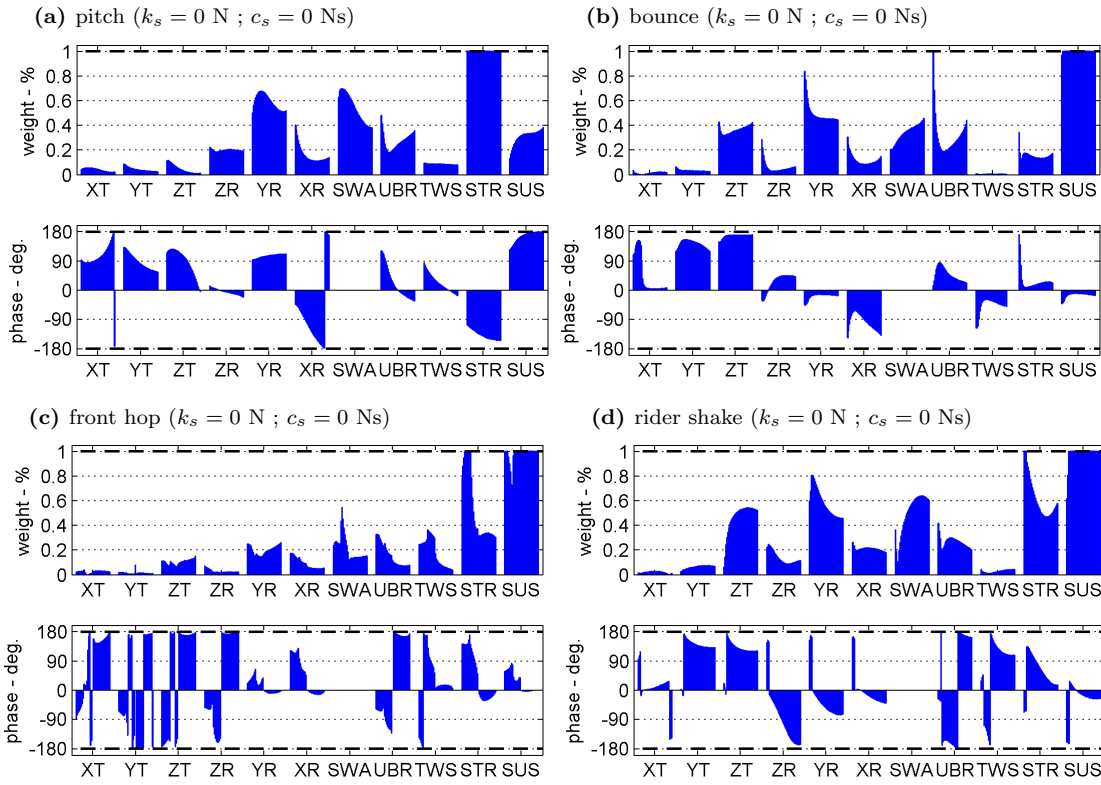 (a) pitch (kₛ = 0 N ; cₛ = 0 Ns)
weight - %
1
0.8
0.6
0.4
0.2
0
XT YT ZT ZR YR XR SWA UBR TWS STR SUS
phase - deg.
180
90
0
-90
-180
XT YT ZT ZR YR XR SWA UBR TWS STR SUS
(b) bounce (kₛ = 0 N ; cₛ = 0 Ns)
weight - %
1
0.8
0.6
0.4
0.2
0
XT YT ZT ZR YR XR SWA UBR TWS STR SUS
phase - deg.
180
90
0
-90
-180
XT YT ZT ZR YR XR SWA UBR TWS STR SUS
(c) front hop (kₛ = 0 N ; cₛ = 0 Ns)
weight - %
1
0.8
0.6
0.4
0.2
0
XT YT ZT ZR YR XR SWA UBR TWS STR SUS
phase - deg.
180
90
0
-90
-180
XT YT ZT ZR YR XR SWA UBR TWS STR SUS
(d) rider shake (kₛ = 0 N ; cₛ = 0 Ns)
weight - %
1
0.8
0.6
0.4
0.2
0
XT YT ZT ZR YR XR SWA UBR TWS STR SUS
phase - deg.
180
90
0
-90
-180
XT YT ZT ZR YR XR SWA UBR TWS STR SUS